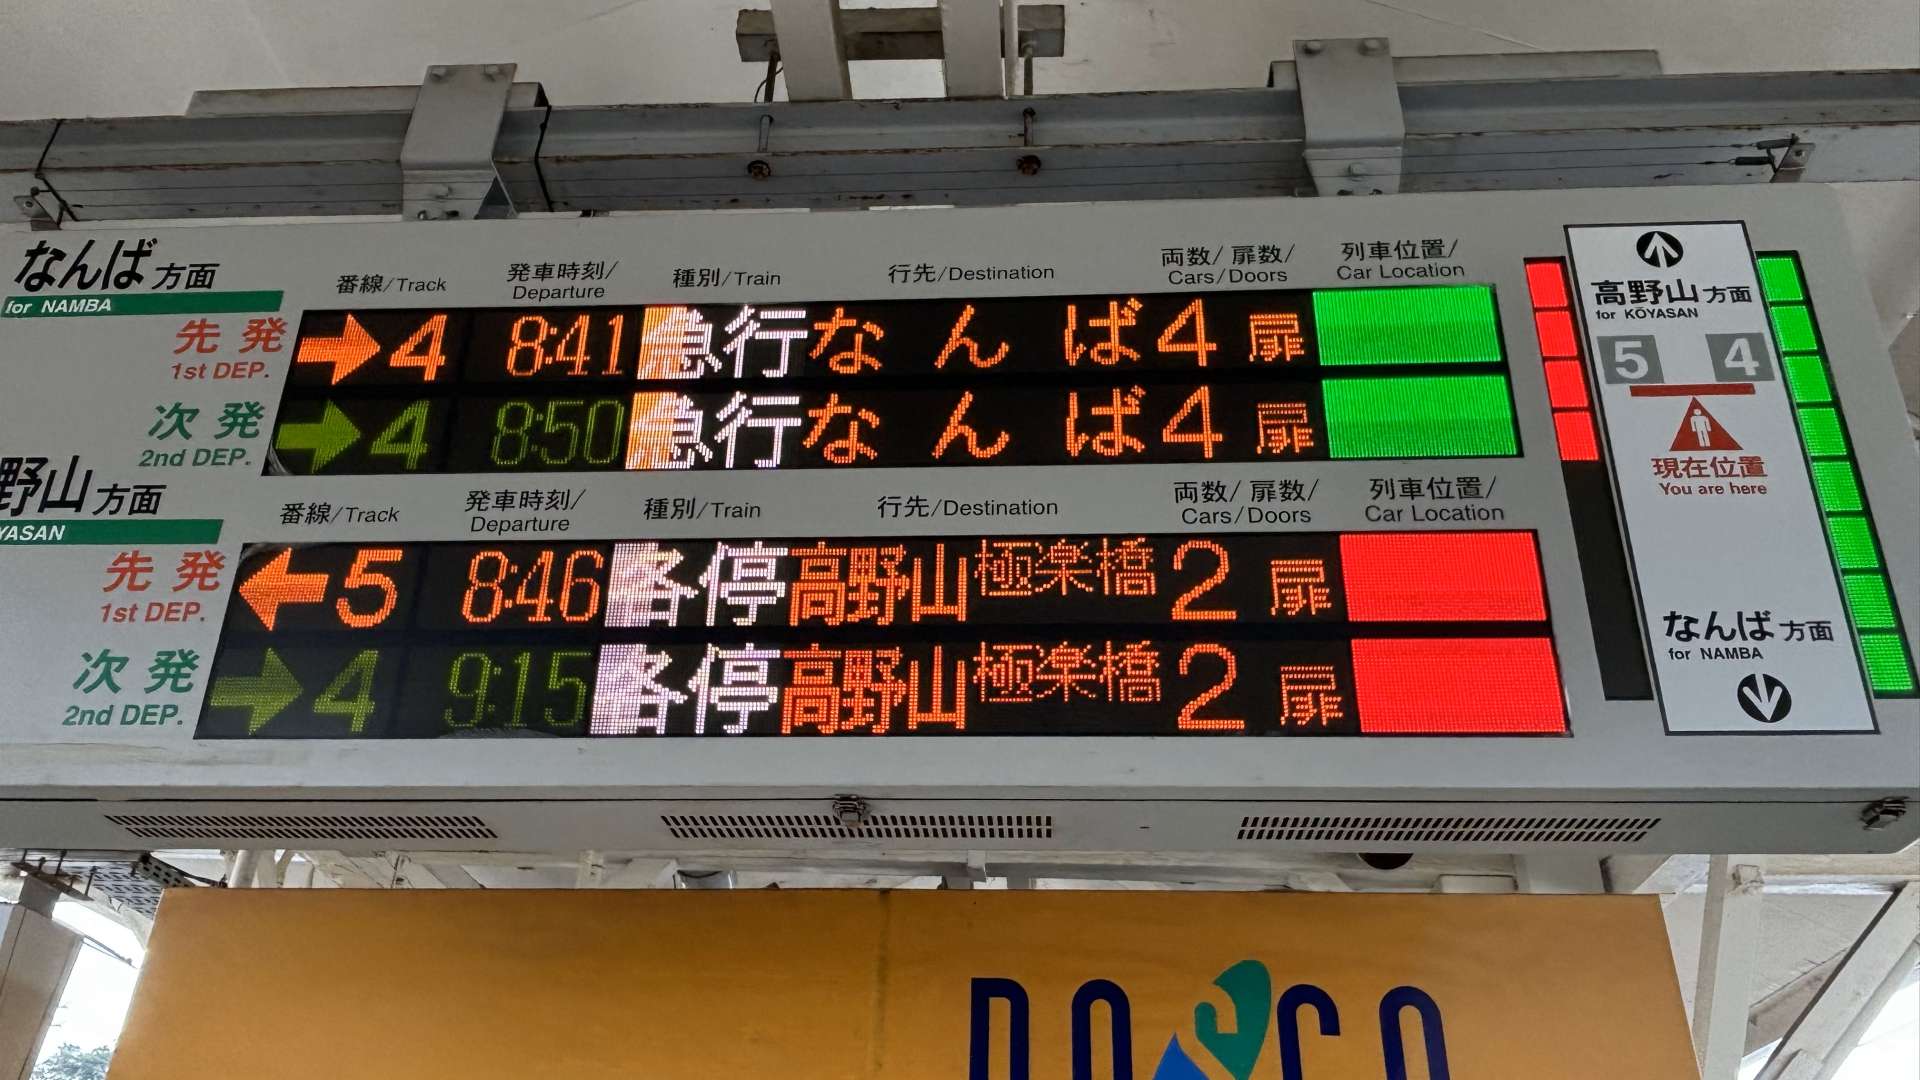 なんば方面
for NAMBA
番線/Track 発車時刻/Departure 種別/Train 行先/Destination 両数/扉数/Cars/Doors 列車位置/Car Location
先発 1st DEP. → 4 8:41 急行 なんば 4扉
次発 2nd DEP. → 4 8:50 急行 なんば 4扉
野山方面
YASAN
番線/Track 発車時刻/Departure 種別/Train 行先/Destination 両数/扉数/Cars/Doors 列車位置/Car Location
先発 1st DEP. ← 5 8:46 各停 高野山極楽橋 2扉
次発 2nd DEP. → 4 9:15 各停 高野山極楽橋 2扉
高野山方面
for KŌYASAN
5 4
現在位置
You are here
なんば方面
for NAMBA